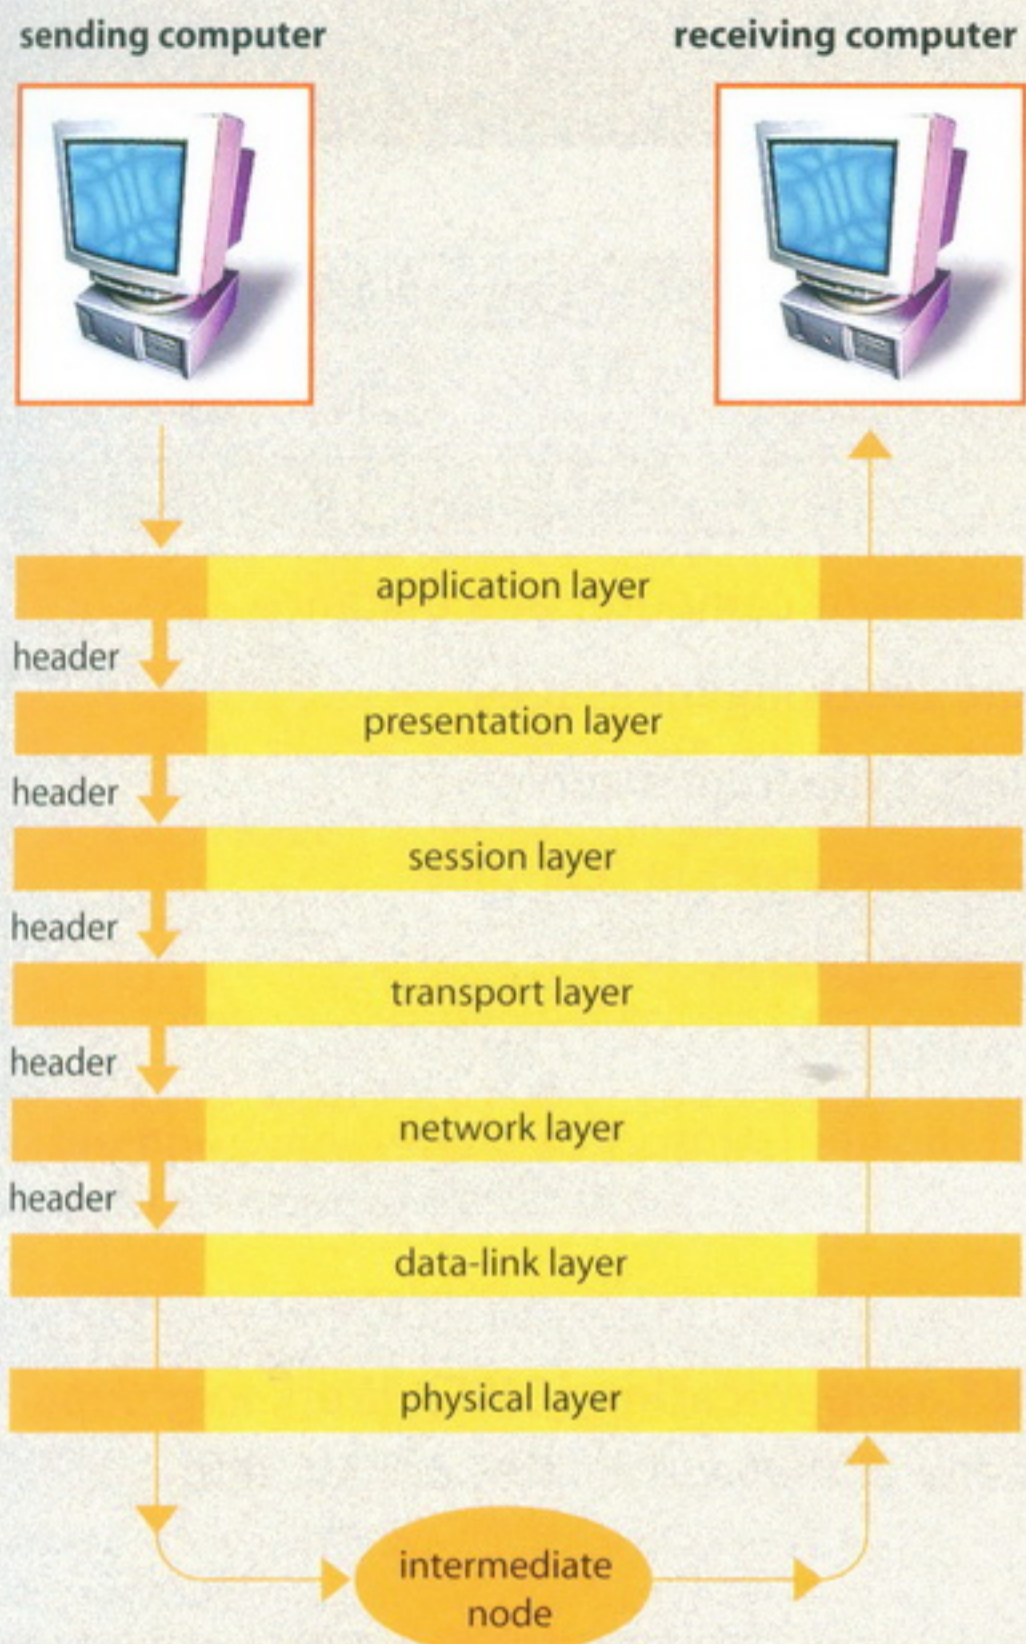 sending computer
receiving computer
application layer
header
presentation layer
header
session layer
header
transport layer
header
network layer
header
data-link layer
physical layer
intermediate
node